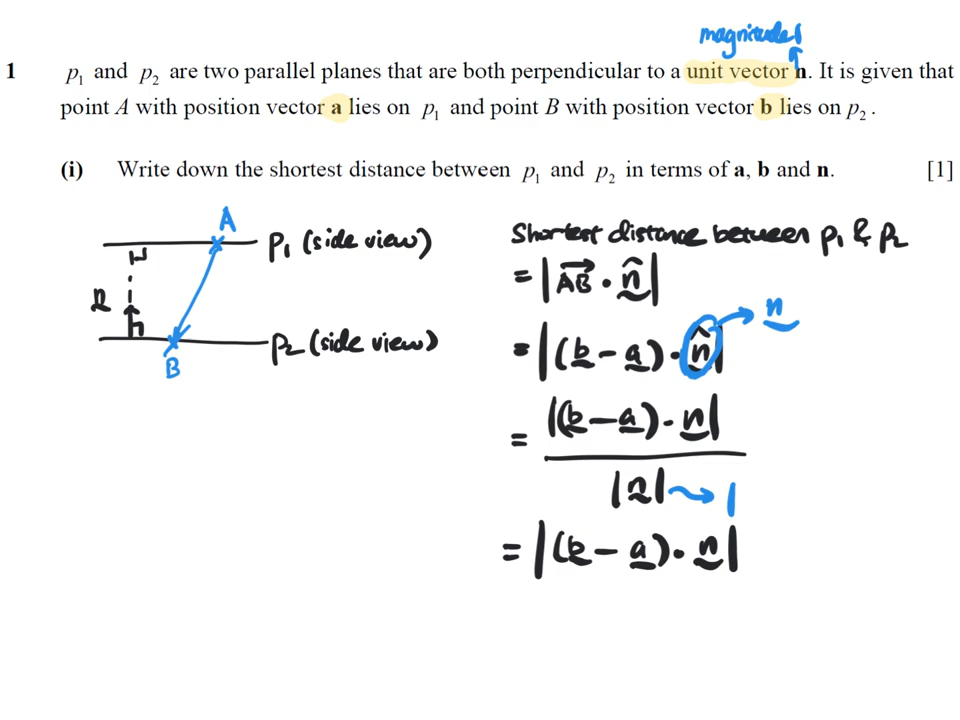 magnitude 1
1 p₁ and p₂ are two parallel planes that are both perpendicular to a unit vector n. It is given that
point A with position vector a lies on p₁ and point B with position vector b lies on p₂.
(i) Write down the shortest distance between p₁ and p₂ in terms of a, b and n. [1]
A
P₁ (side view)
n
P₂ (side view)
B
Shortest distance between p₁ & p₂
= |AB⃗ · n̂|
= |(b − a) · n̂| → n
= |(b − a) · n|
|n| → 1
= |(b − a) · n|